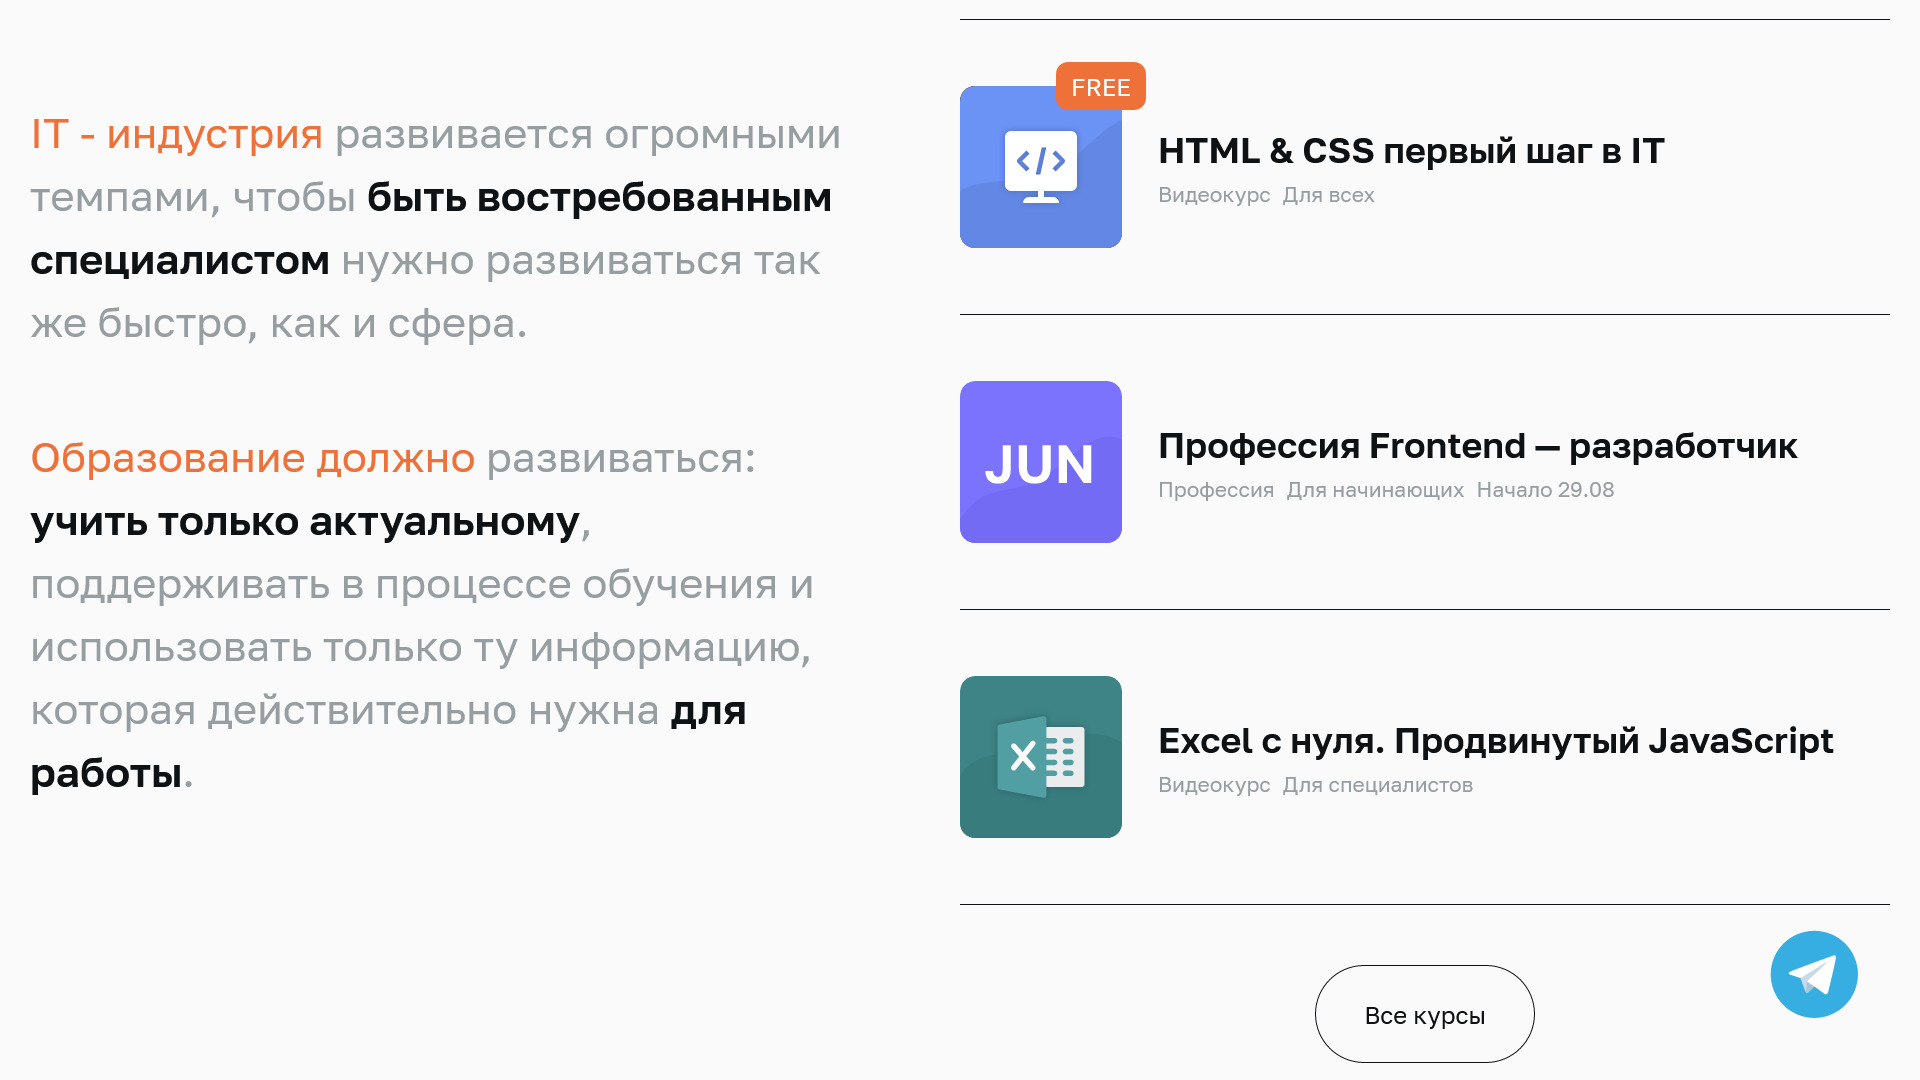 IT - индустрия развивается огромными
темпами, чтобы быть востребованным
специалистом нужно развиваться так
же быстро, как и сфера.
Образование должно развиваться:
учить только актуальному,
поддерживать в процессе обучения и
использовать только ту информацию,
которая действительно нужна для
работы.
FREE
HTML & CSS первый шаг в IT
Видеокурс Для всех
JUN
Профессия Frontend — разработчик
Профессия Для начинающих Начало 29.08
X
Excel с нуля. Продвинутый JavaScript
Видеокурс Для специалистов
Все курсы